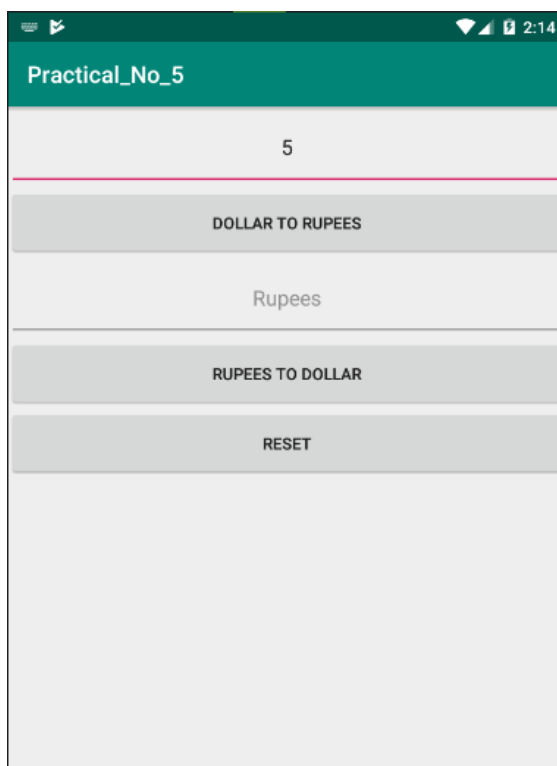 2:14
Practical_No_5
5
DOLLAR TO RUPEES
Rupees
RUPEES TO DOLLAR
RESET